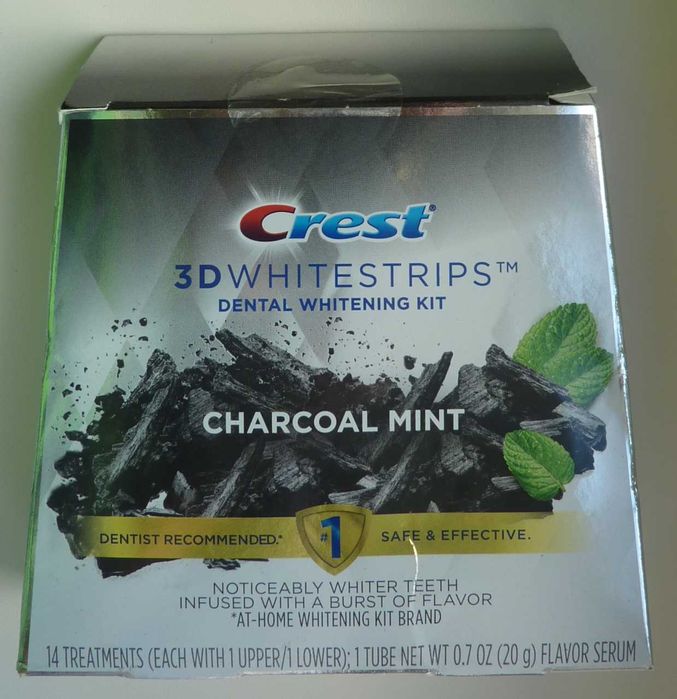 Crest®
3DWHITESTRIPS™
DENTAL WHITENING KIT
CHARCOAL MINT
DENTIST RECOMMENDED.* #1 SAFE & EFFECTIVE.
NOTICEABLY WHITER TEETH
INFUSED WITH A BURST OF FLAVOR
*AT-HOME WHITENING KIT BRAND
14 TREATMENTS (EACH WITH 1 UPPER/1 LOWER); 1 TUBE NET WT 0.7 OZ (20 g) FLAVOR SERUM